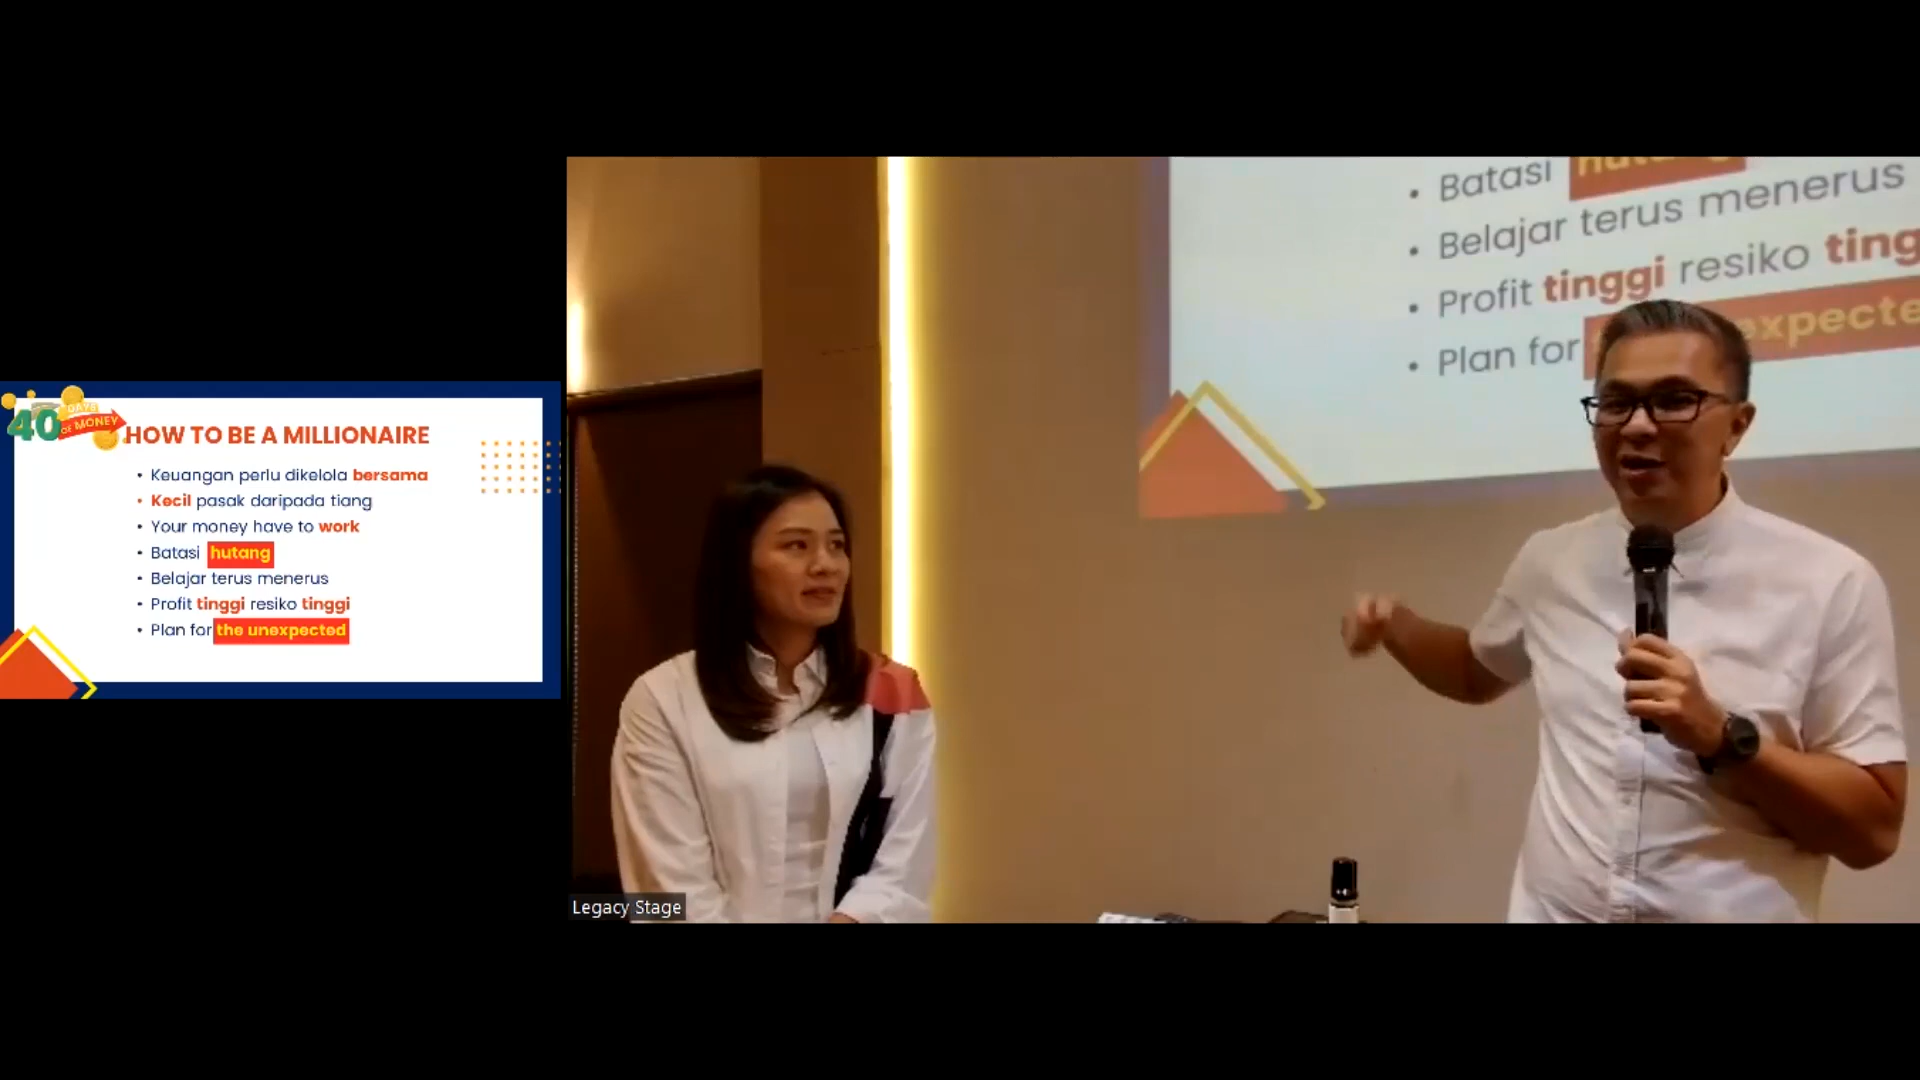 40 DAYS
OF MONEY
HOW TO BE A MILLIONAIRE
• Keuangan perlu dikelola bersama
• Kecil pasak daripada tiang
• Your money have to work
• Batasi hutang
• Belajar terus menerus
• Profit tinggi resiko tinggi
• Plan for the unexpected
• Batasi
• Belajar terus menerus
• Profit tinggi resiko ting
• Plan for expecte
Legacy Stage